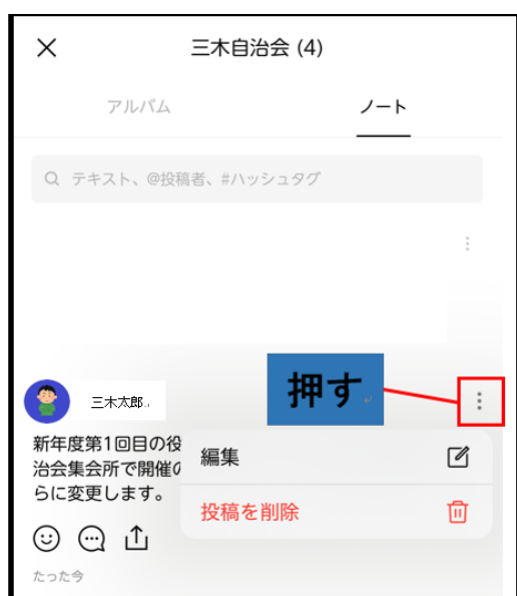 三木自治会 (4)
アルバム ノート
テキスト、@投稿者、#ハッシュタグ
押す
三木太郎
新年度第1回目の役
治会集会所で開催の
らに変更します。
編集
投稿を削除
たった今